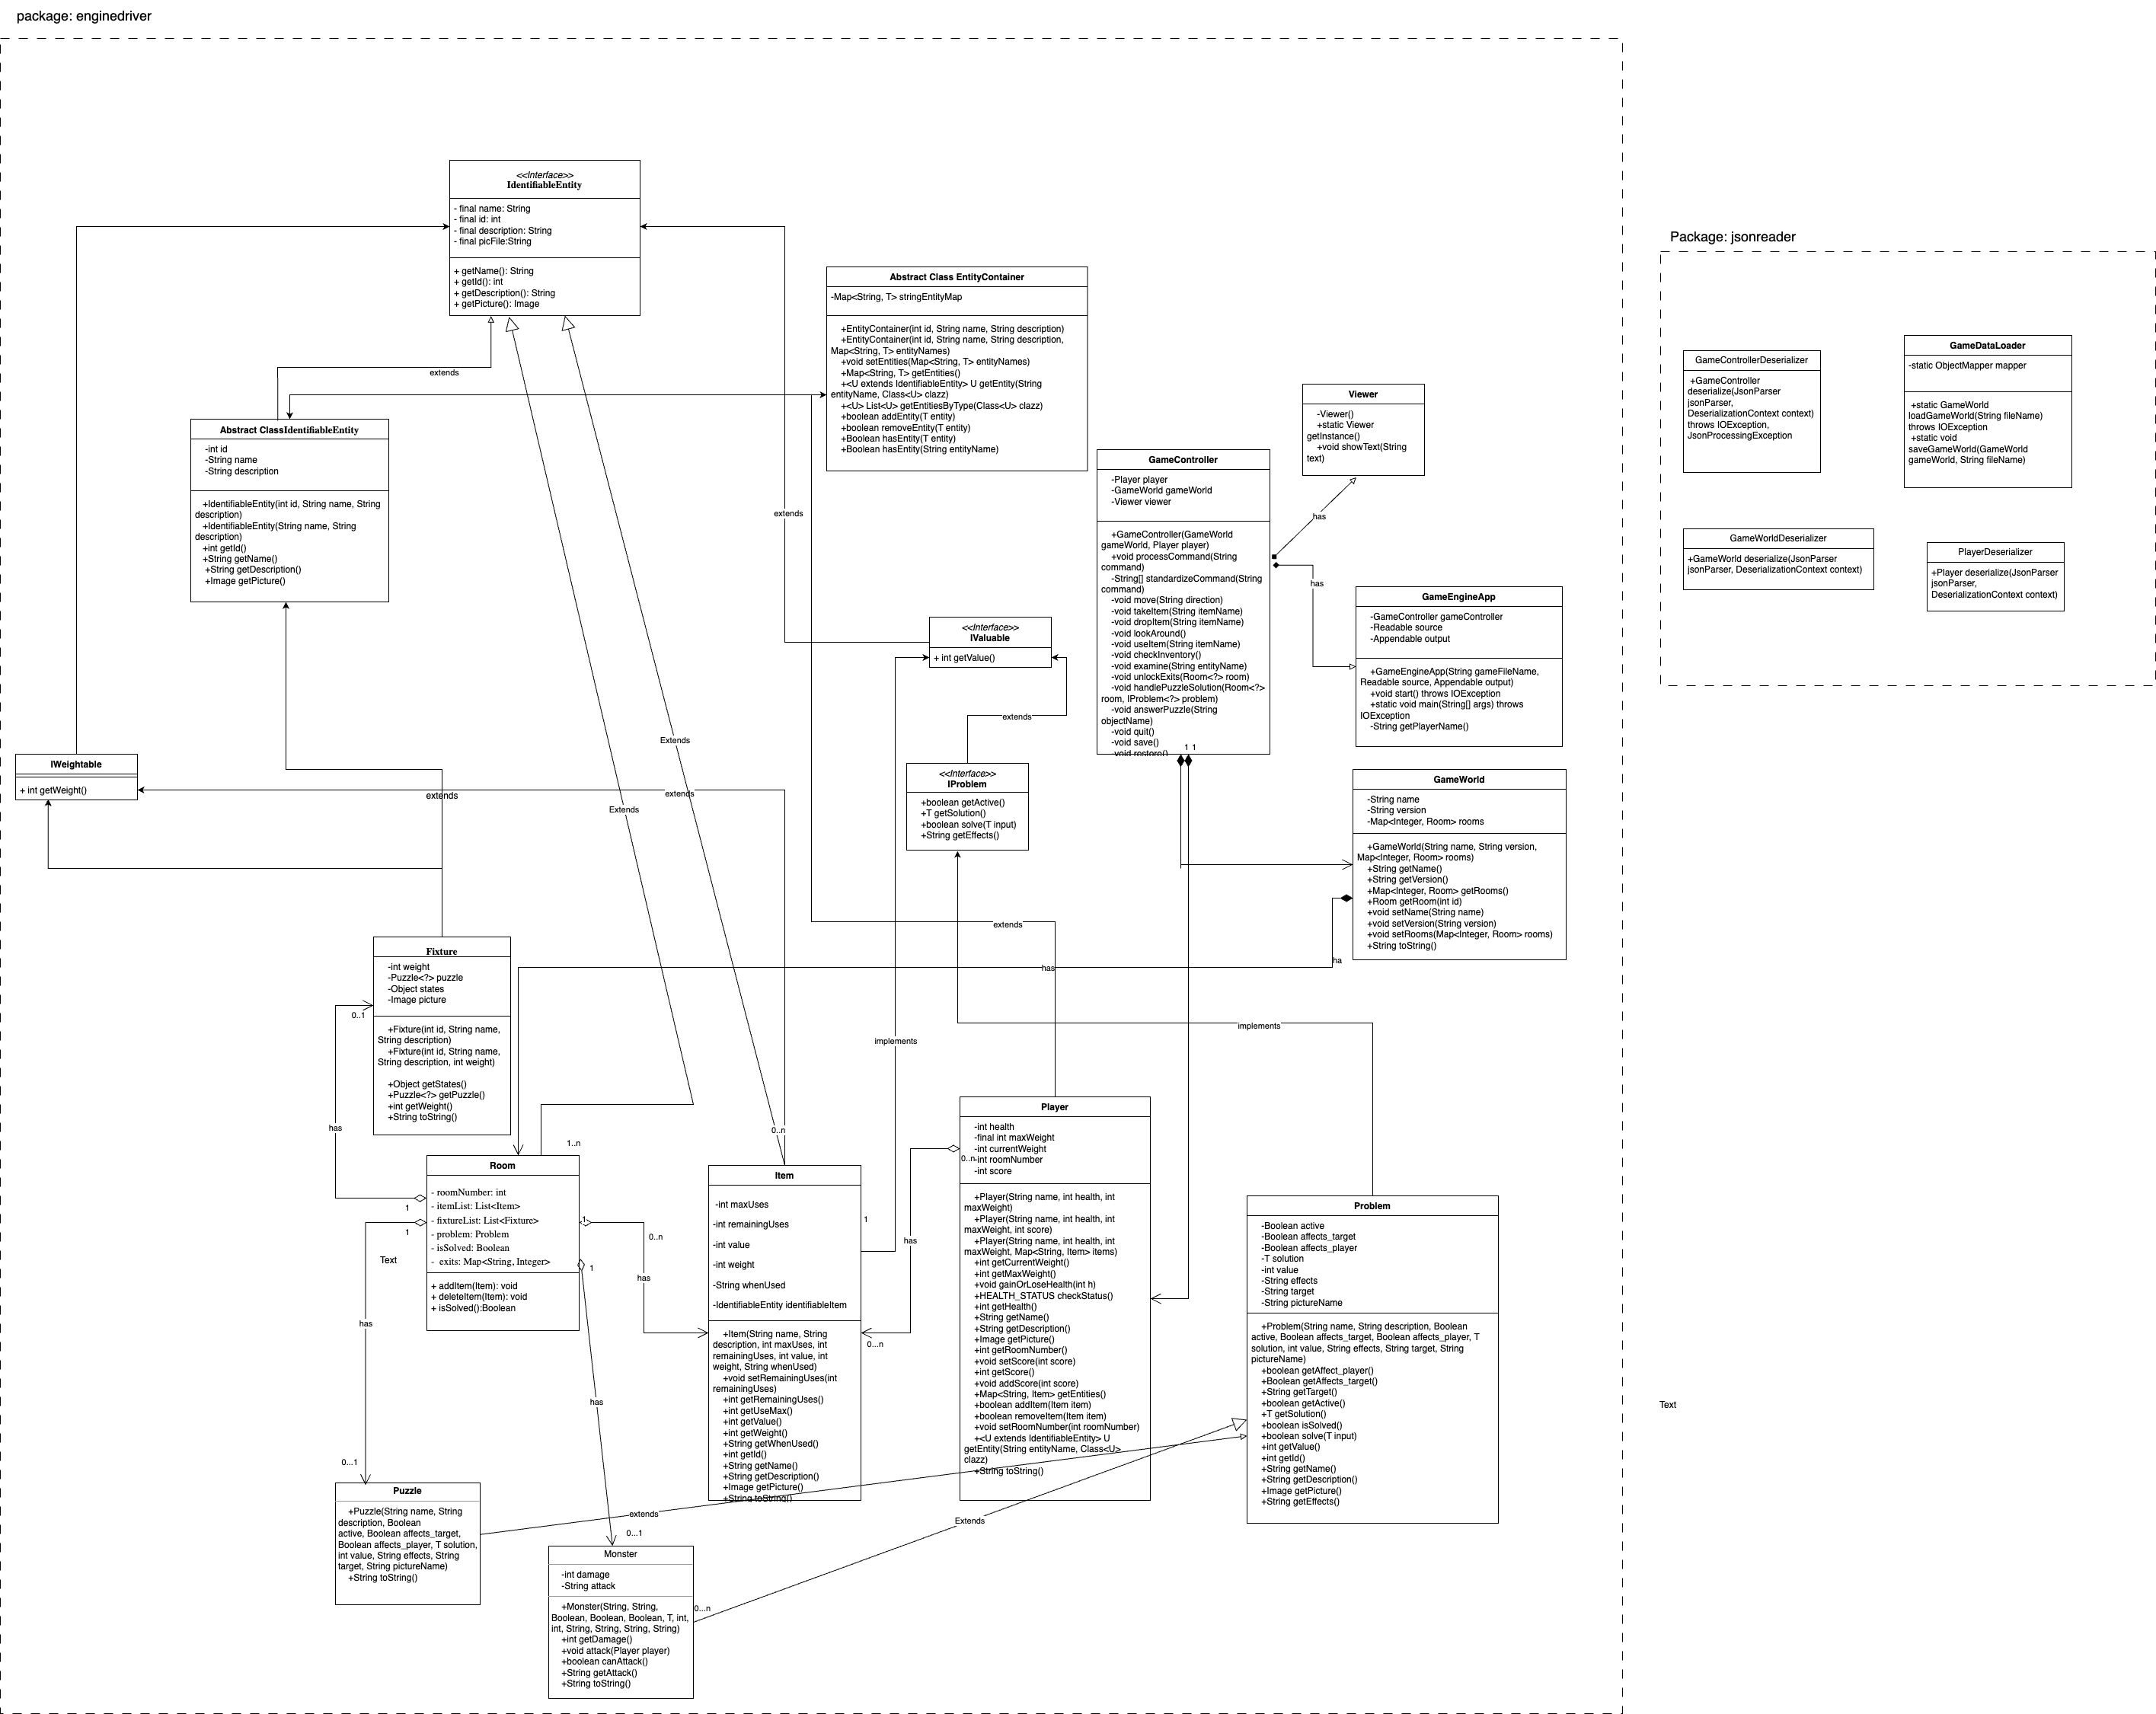 package: enginedriver
<<Interface>>
IdentifiableEntity
- final name: String
- final id: int
- final description: String
- final picFile:String
+ getName(): String
+ getId(): int
+ getDescription(): String
+ getPicture(): Image
extends
Abstract ClassIdentifiableEntity
-int id
-String name
-String description
+IdentifiableEntity(int id, String name, String
description)
+IdentifiableEntity(String name, String
description)
+int getId()
+String getName()
+String getDescription()
+Image getPicture()
Abstract Class EntityContainer
-Map<String, T> stringEntityMap
+EntityContainer(int id, String name, String description)
+EntityContainer(int id, String name, String description,
Map<String, T> entityNames)
+void setEntities(Map<String, T> entityNames)
+Map<String, T> getEntities()
+<U extends IdentifiableEntity> U getEntity(String
entityName, Class<U> clazz)
+<U> List<U> getEntitiesByType(Class<U> clazz)
+boolean addEntity(T entity)
+boolean removeEntity(T entity)
+Boolean hasEntity(T entity)
+Boolean hasEntity(String entityName)
extends
Viewer
-Viewer()
+static Viewer
getInstance()
+void showText(String
text)
has
GameController
-Player player
-GameWorld gameWorld
-Viewer viewer
+GameController(GameWorld
gameWorld, Player player)
+void processCommand(String
command)
-String[] standardizeCommand(String
command)
-void move(String direction)
-void takeItem(String itemName)
-void dropItem(String itemName)
-void lookAround()
-void useItem(String itemName)
-void checkInventory()
-void examine(String entityName)
-void unlockExits(Room<?> room)
-void handlePuzzleSolution(Room<?>
room, IProblem<?> problem)
-void answerPuzzle(String
objectName)
-void quit()
-void save()
-void restore()
1 1
has
GameEngineApp
-GameController gameController
-Readable source
-Appendable output
+GameEngineApp(String gameFileName,
Readable source, Appendable output)
+void start() throws IOException
+static void main(String[] args) throws
IOException
-String getPlayerName()
Package: jsonreader
GameControllerDeserializer
+GameController
deserialize(JsonParser
jsonParser,
DeserializationContext context)
throws IOException,
JsonProcessingException
GameDataLoader
-static ObjectMapper mapper
+static GameWorld
loadGameWorld(String fileName)
throws IOException
+static void
saveGameWorld(GameWorld
gameWorld, String fileName)
GameWorldDeserializer
+GameWorld deserialize(JsonParser
jsonParser, DeserializationContext context)
PlayerDeserializer
+Player deserialize(JsonParser
jsonParser,
DeserializationContext context)
<<Interface>>
IValuable
+ int getValue()
extends
Extends
Extends
IWeightable
+ int getWeight()
extends
extends
<<Interface>>
IProblem
+boolean getActive()
+T getSolution()
+boolean solve(T input)
+String getEffects()
GameWorld
-String name
-String version
-Map<Integer, Room> rooms
+GameWorld(String name, String version,
Map<Integer, Room> rooms)
+String getName()
+String getVersion()
+Map<Integer, Room> getRooms()
+Room getRoom(int id)
+void setName(String name)
+void setVersion(String version)
+void setRooms(Map<Integer, Room> rooms)
+String toString()
extends
has
ha
implements
implements
Fixture
-int weight
-Puzzle<?> puzzle
-Object states
-Image picture
+Fixture(int id, String name,
String description)
+Fixture(int id, String name,
String description, int weight)
+Object getStates()
+Puzzle<?> getPuzzle()
+int getWeight()
+String toString()
0..1
has
1..n
0..n
Room
- roomNumber: int
- itemList: List<Item>
- fixtureList: List<Fixture>
- problem: Problem
- isSolved: Boolean
- exits: Map<String, Integer>
+ addItem(Item): void
+ deleteItem(Item): void
+ isSolved():Boolean
1
1
1
1
Text
0..n
has
has
has
Item
-int maxUses
-int remainingUses
-int value
-int weight
-String whenUsed
-IdentifiableEntity identifiableItem
+Item(String name, String
description, int maxUses, int
remainingUses, int value, int
weight, String whenUsed)
+void setRemainingUses(int
remainingUses)
+int getRemainingUses()
+int getUseMax()
+int getValue()
+int getWeight()
+String getWhenUsed()
+int getId()
+String getName()
+String getDescription()
+Image getPicture()
+String toString()
1
has
0...n
0..n
Player
-int health
-final int maxWeight
-int currentWeight
-int roomNumber
-int score
+Player(String name, int health, int
maxWeight)
+Player(String name, int health, int
maxWeight, int score)
+Player(String name, int health, int
maxWeight, Map<String, Item> items)
+int getCurrentWeight()
+int getMaxWeight()
+void gainOrLoseHealth(int h)
+HEALTH_STATUS checkStatus()
+int getHealth()
+String getName()
+String getDescription()
+Image getPicture()
+int getRoomNumber()
+void setScore(int score)
+int getScore()
+void addScore(int score)
+Map<String, Item> getEntities()
+boolean addItem(Item item)
+boolean removeItem(Item item)
+void setRoomNumber(int roomNumber)
+<U extends IdentifiableEntity> U
getEntity(String entityName, Class<U>
clazz)
+String toString()
Problem
-Boolean active
-Boolean affects_target
-Boolean affects_player
-T solution
-int value
-String effects
-String target
-String pictureName
+Problem(String name, String description, Boolean
active, Boolean affects_target, Boolean affects_player, T
solution, int value, String effects, String target, String
pictureName)
+boolean getAffect_player()
+Boolean getAffects_target()
+String getTarget()
+boolean getActive()
+T getSolution()
+boolean isSolved()
+boolean solve(T input)
+int getValue()
+int getId()
+String getName()
+String getDescription()
+Image getPicture()
+String getEffects()
Text
0...1
Puzzle
+Puzzle(String name, String
description, Boolean
active, Boolean affects_target,
Boolean affects_player, T solution,
int value, String effects, String
target, String pictureName)
+String toString()
extends
Extends
0...1
Monster
-int damage
-String attack
+Monster(String, String,
Boolean, Boolean, Boolean, T, int,
int, String, String, String, String)
+int getDamage()
+void attack(Player player)
+boolean canAttack()
+String getAttack()
+String toString()
0...n